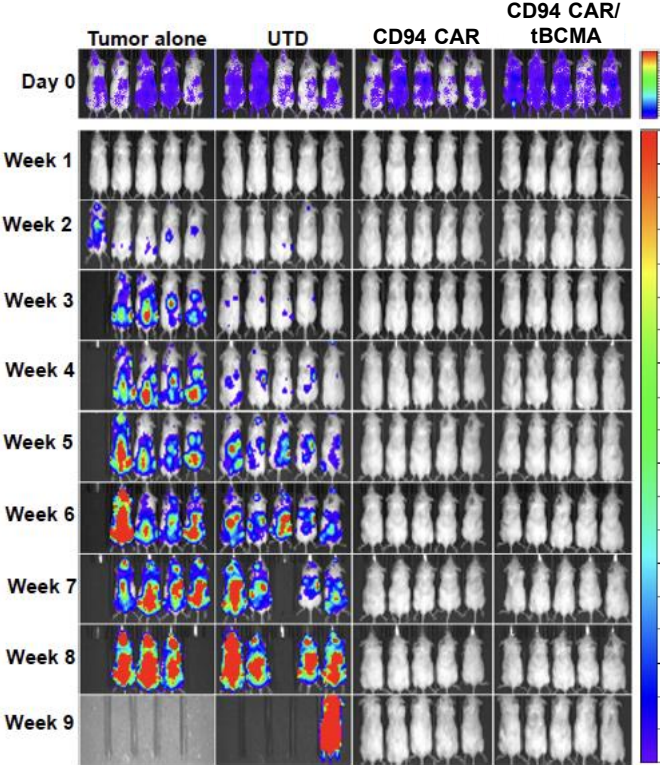 Tumor alone UTD CD94 CAR CD94 CAR/
tBCMA
Day 0
Week 1
Week 2
Week 3
Week 4
Week 5
Week 6
Week 7
Week 8
Week 9